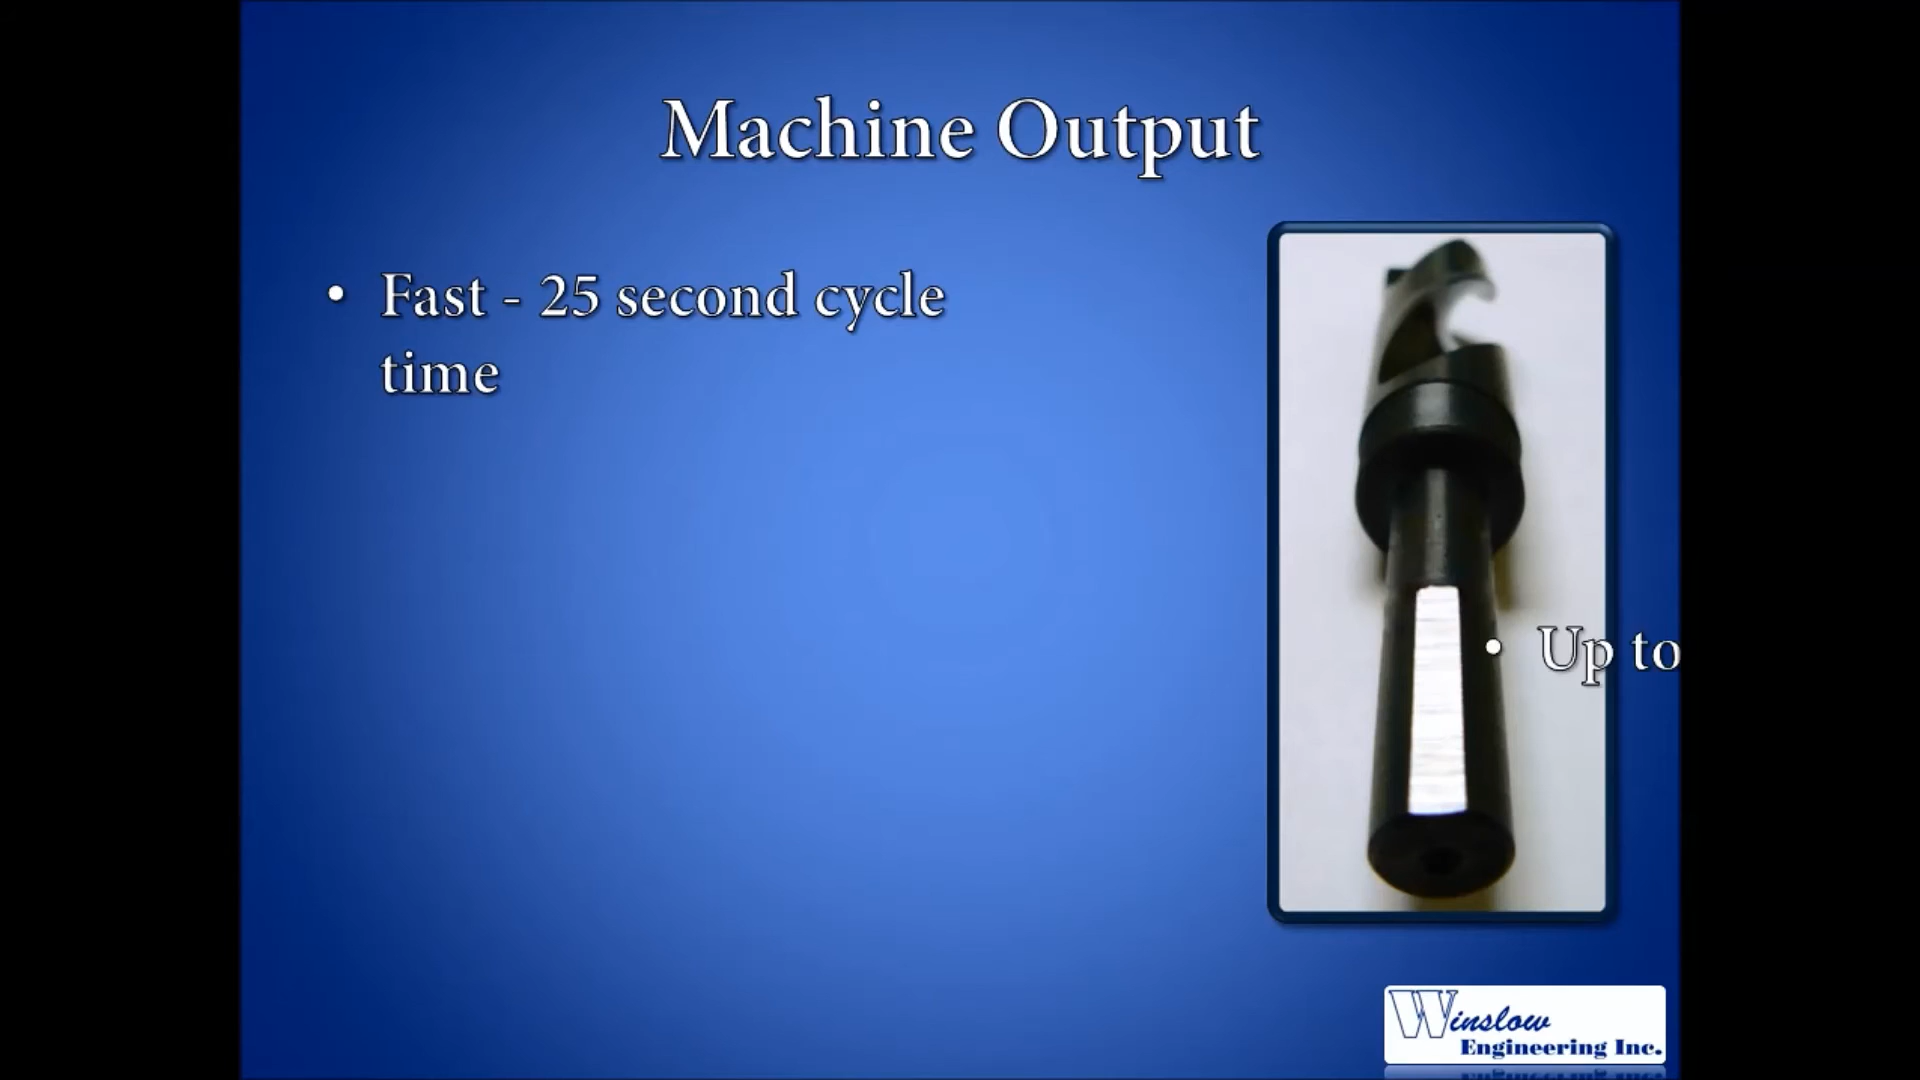 Machine Output
• Fast - 25 second cycle
time
• Up to
Winslow
Engineering Inc.